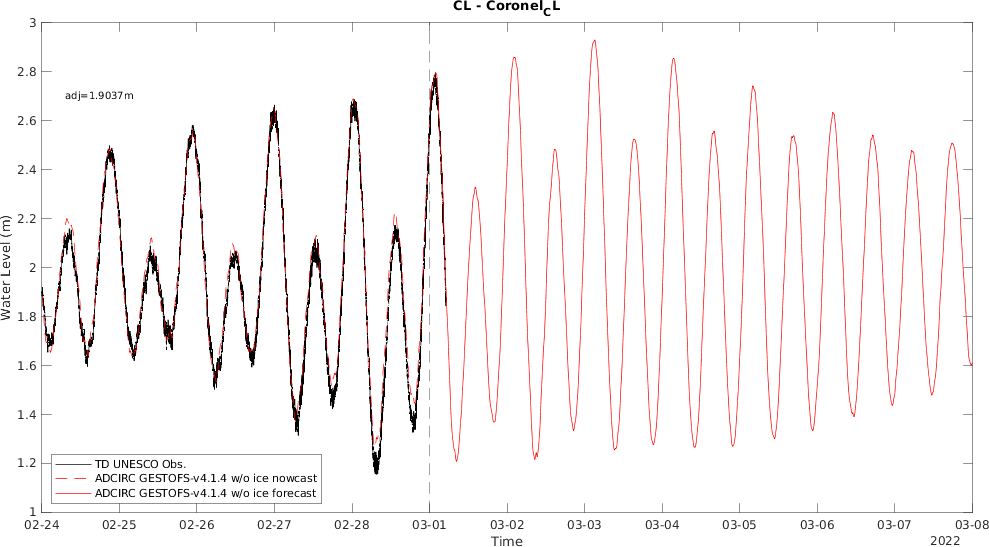 CL - Coronel_CL
3
2.8
adj=1.9037m
2.6
2.4
2.2
Water Level (m)
2
1.8
1.6
1.4
1.2
1
TD UNESCO Obs.
ADCIRC GESTOFS-v4.1.4 w/o ice nowcast
ADCIRC GESTOFS-v4.1.4 w/o ice forecast
02-24 02-25 02-26 02-27 02-28 03-01 03-02 03-03 03-04 03-05 03-06 03-07 03-08
Time
2022